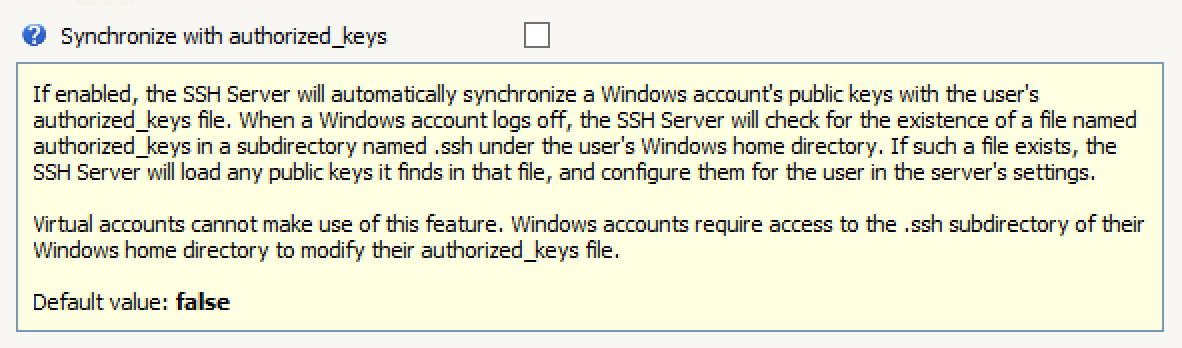 Synchronize with authorized_keys
If enabled, the SSH Server will automatically synchronize a Windows account's public keys with the user's
authorized_keys file. When a Windows account logs off, the SSH Server will check for the existence of a file named
authorized_keys in a subdirectory named .ssh under the user's Windows home directory. If such a file exists, the
SSH Server will load any public keys it finds in that file, and configure them for the user in the server's settings.
Virtual accounts cannot make use of this feature. Windows accounts require access to the .ssh subdirectory of their
Windows home directory to modify their authorized_keys file.
Default value: false